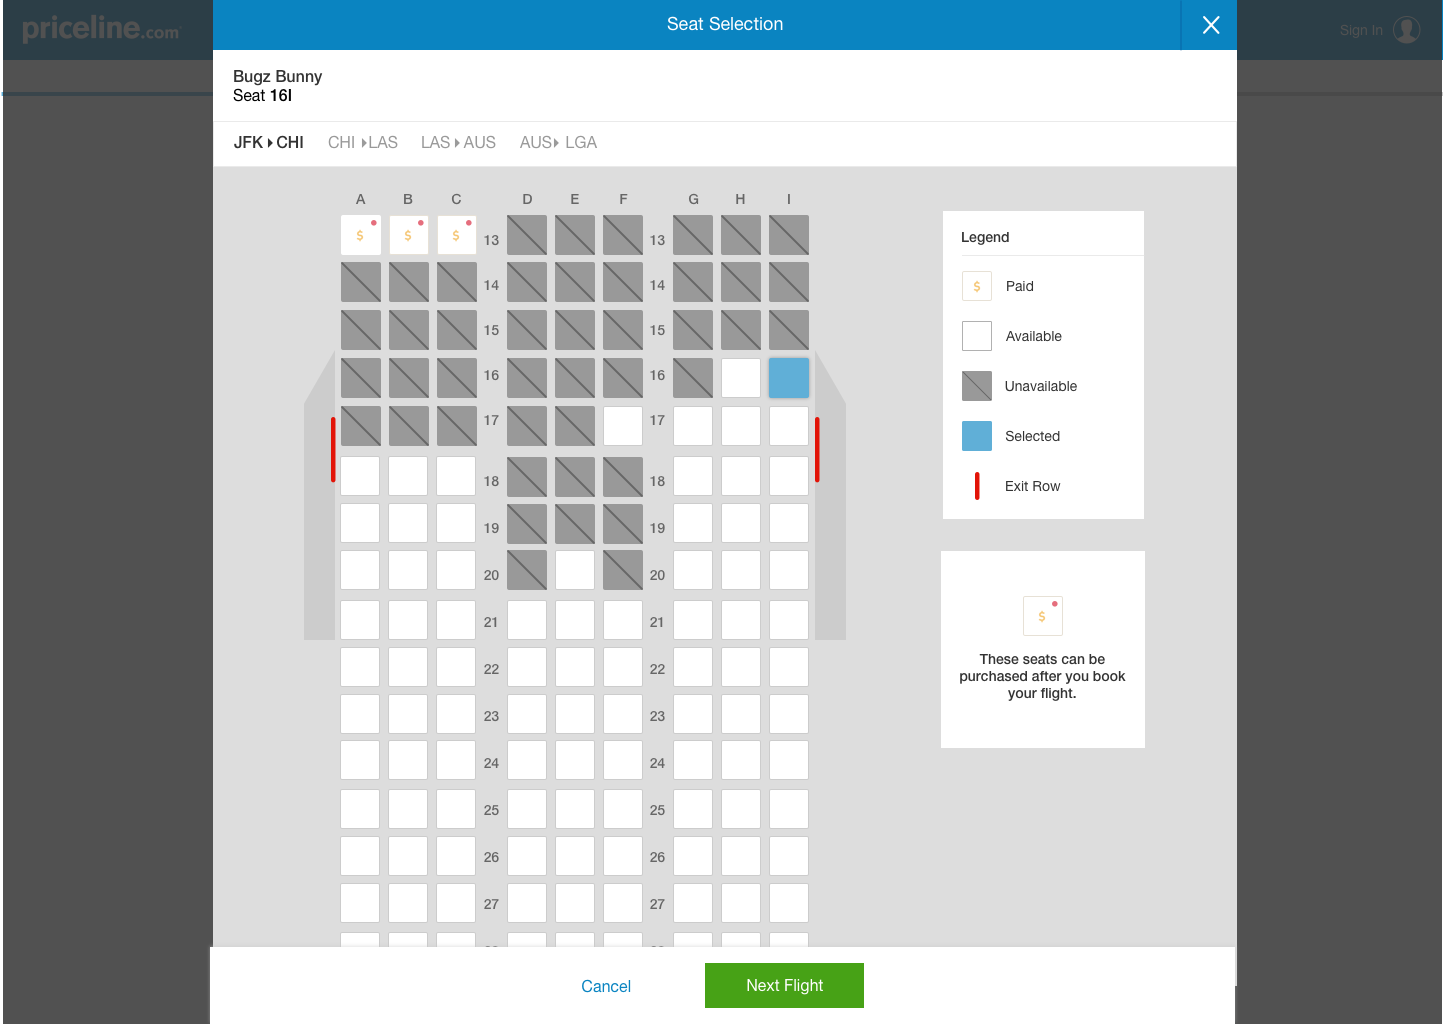 priceline.com
Seat Selection
Sign In
Bugz Bunny
Seat 16I
JFK CHI CHI LAS LAS AUS AUS LGA
A B C D E F G H I
$ $ $ 13 13
14 14
15 15
16 16
17 17
18 18
19 19
20 20
21 21
22 22
23 23
24 24
25 25
26 26
27 27
Legend
$ Paid
Available
Unavailable
Selected
Exit Row
$
These seats can be
purchased after you book
your flight.
Cancel
Next Flight